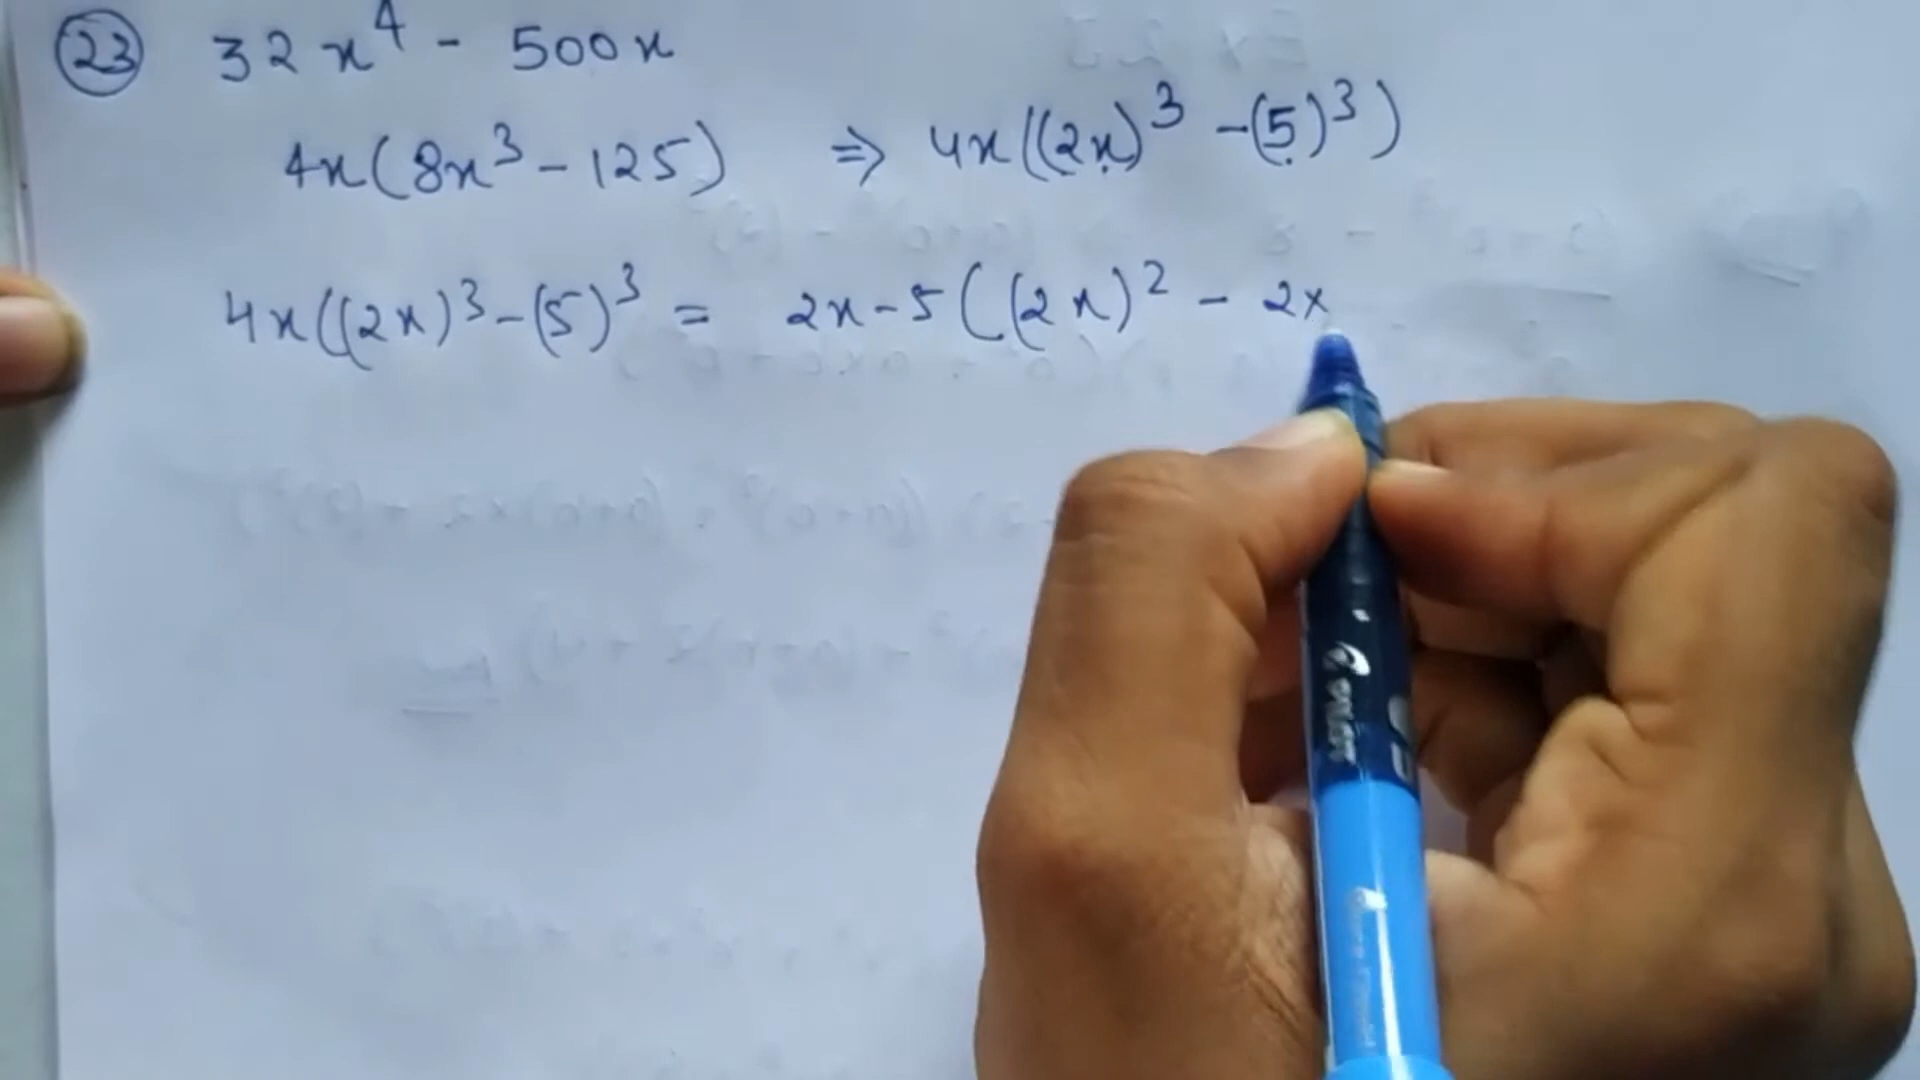 23 32x⁴ - 500x
4x(8x³ - 125) ⇒ 4x((2x)³ - (5)³)
4x((2x)³ - (5)³ = 2x - 5((2x)² - 2x